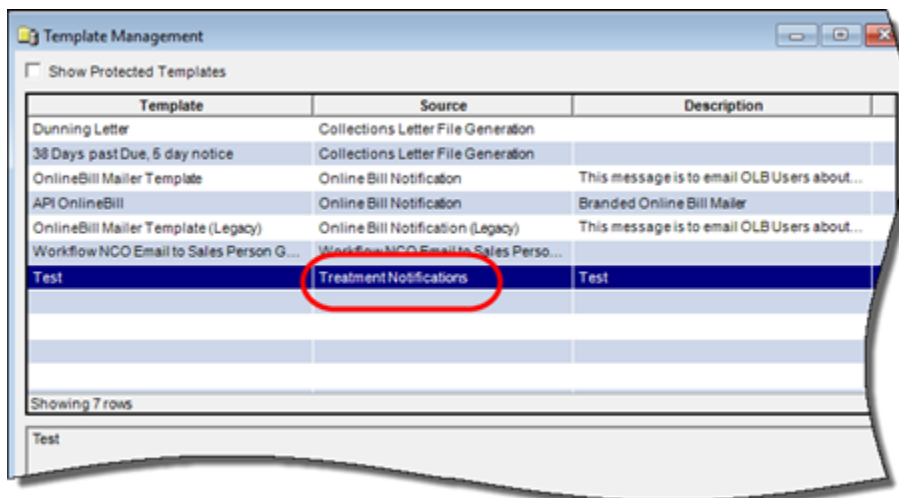 Template Management
Show Protected Templates
Template Source Description
Dunning Letter Collections Letter File Generation
38 Days past Due, 5 day notice Collections Letter File Generation
OnlineBill Mailer Template Online Bill Notification This message is to email OLB Users about...
API OnlineBill Online Bill Notification Branded Online Bill Mailer
OnlineBill Mailer Template (Legacy) Online Bill Notification (Legacy) This message is to email OLB Users about...
Workflow NCO Email to Sales Person G... Workflow NCO Email to Sales Perso...
Test Treatment Notifications Test
Showing 7 rows
Test